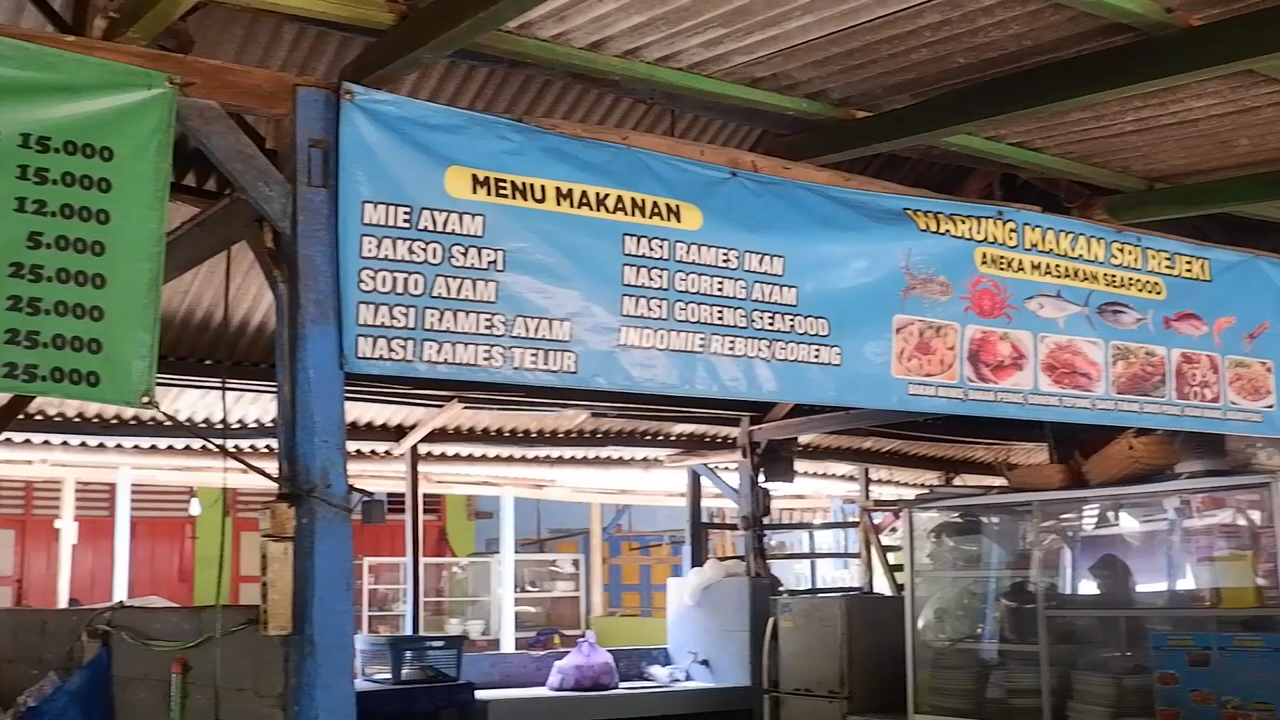 15.000
15.000
12.000
5.000
25.000
25.000
25.000
25.000
MENU MAKANAN
MIE AYAM
BAKSO SAPI
SOTO AYAM
NASI RAMES AYAM
NASI RAMES TELUR
NASI RAMES IKAN
NASI GORENG AYAM
NASI GORENG SEAFOOD
INDOMIE REBUS/GORENG
WARUNG MAKAN SRI REJEKI
ANEKA MASAKAN SEAFOOD